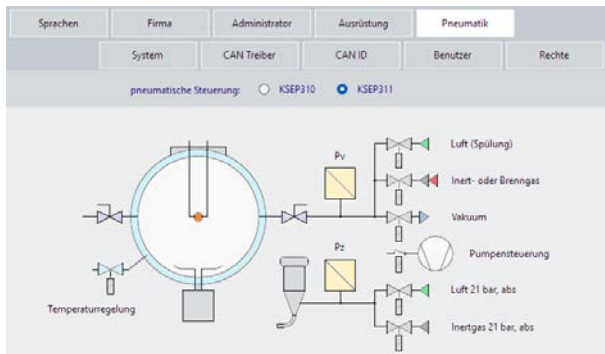 Sprachen Firma Administrator Ausrüstung Pneumatik
System CAN Treiber CAN ID Benutzer Rechte
pneumatische Steuerung: KSEP310 KSEP311
Luft (Spülung)
Pv
Inert- oder Brenngas
Vakuum
Pz
Pumpensteuerung
Luft 21 bar, abs
Temperaturregelung
Inertgas 21 bar, abs